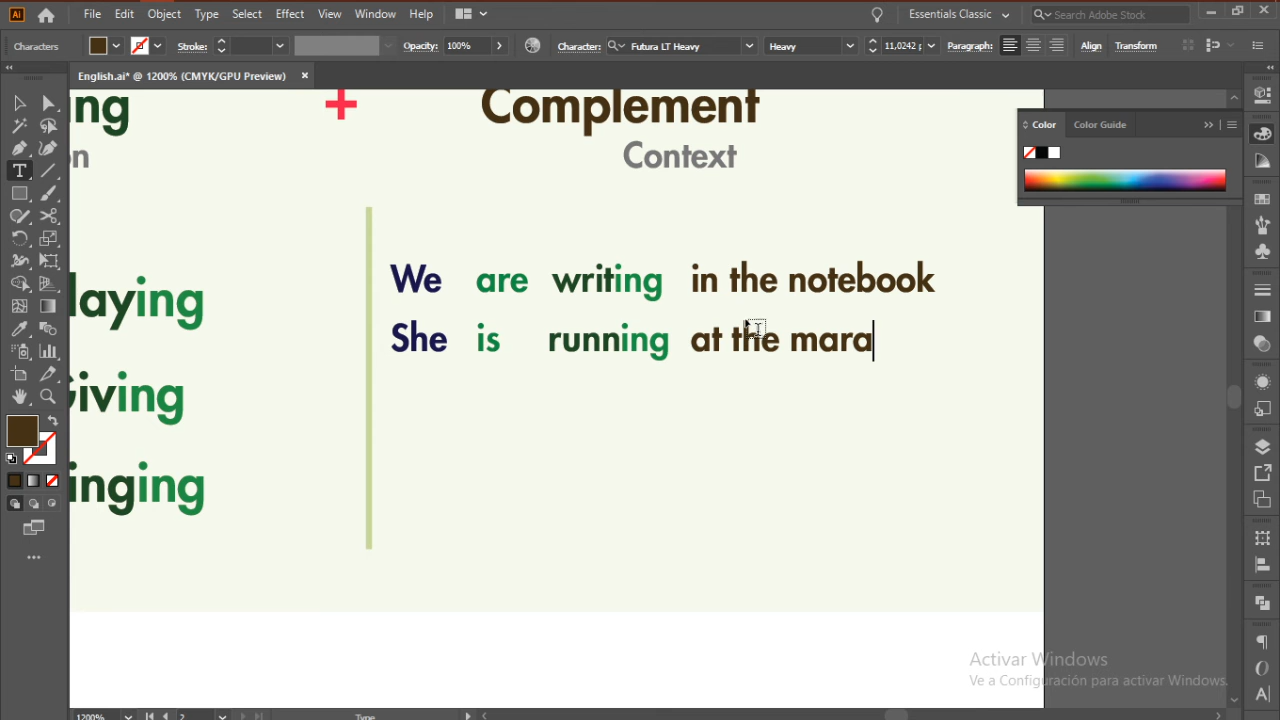 File Edit Object Type Select Effect View Window Help Essentials Classic Search Adobe Stock
Characters Stroke: Opacity: 100% Character: Futura LT Heavy Heavy 11,0242 p Paragraph: Align Transform
English.ai* @ 1200% (CMYK/GPU Preview)
ing + Complement
on Context
Color Color Guide
We are writing in the notebook
laying
She is running at the mara
iving
inging
Activar Windows
Ve a Configuración para activar Windows.
1200% 2 Type